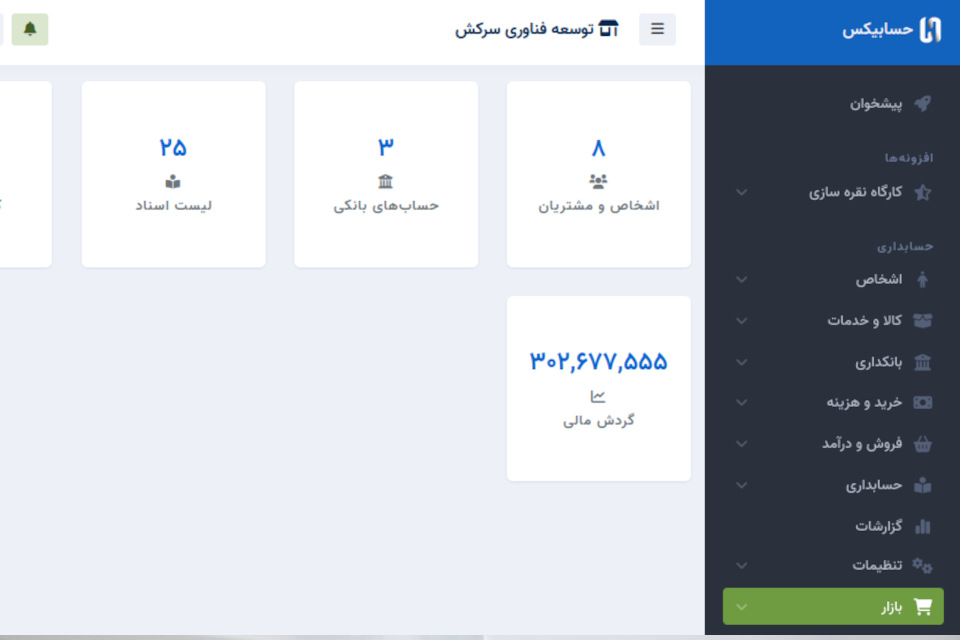 حسابیکس
توسعه فناوری سرکش
پیشخوان
افزونه‌ها
کارگاه نقره سازی
حسابداری
اشخاص
کالا و خدمات
بانکداری
خرید و هزینه
فروش و درآمد
حسابداری
گزارشات
تنظیمات
بازار
۸
اشخاص و مشتریان
۳
حساب‌های بانکی
۲۵
لیست اسناد
۳۰۲,۶۷۷,۵۵۵
گردش مالی